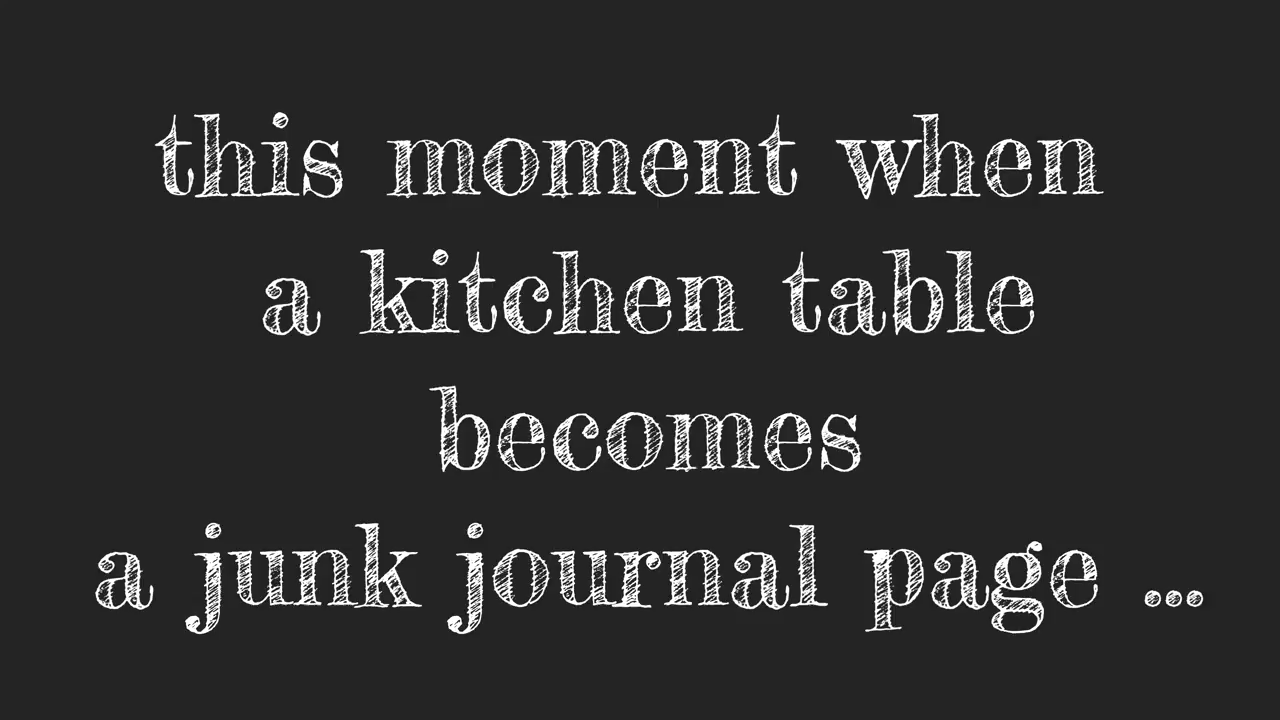 this moment when
a kitchen table
becomes
a junk journal page ...